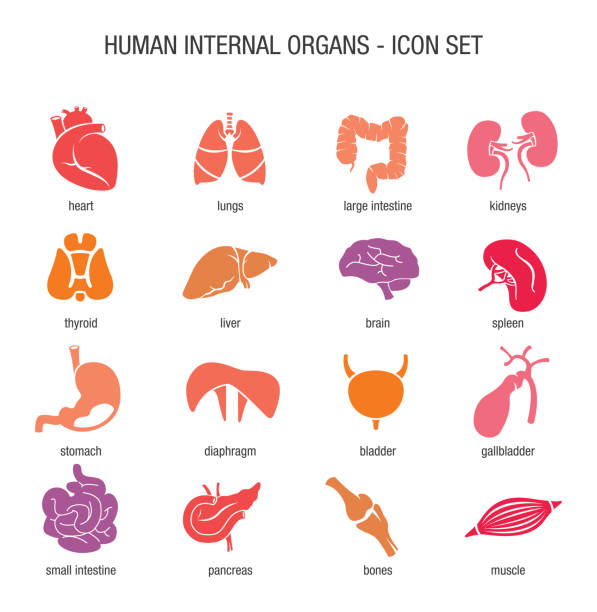 HUMAN INTERNAL ORGANS - ICON SET
heart lungs large intestine kidneys
thyroid liver brain spleen
stomach diaphragm bladder gallbladder
small intestine pancreas bones muscle